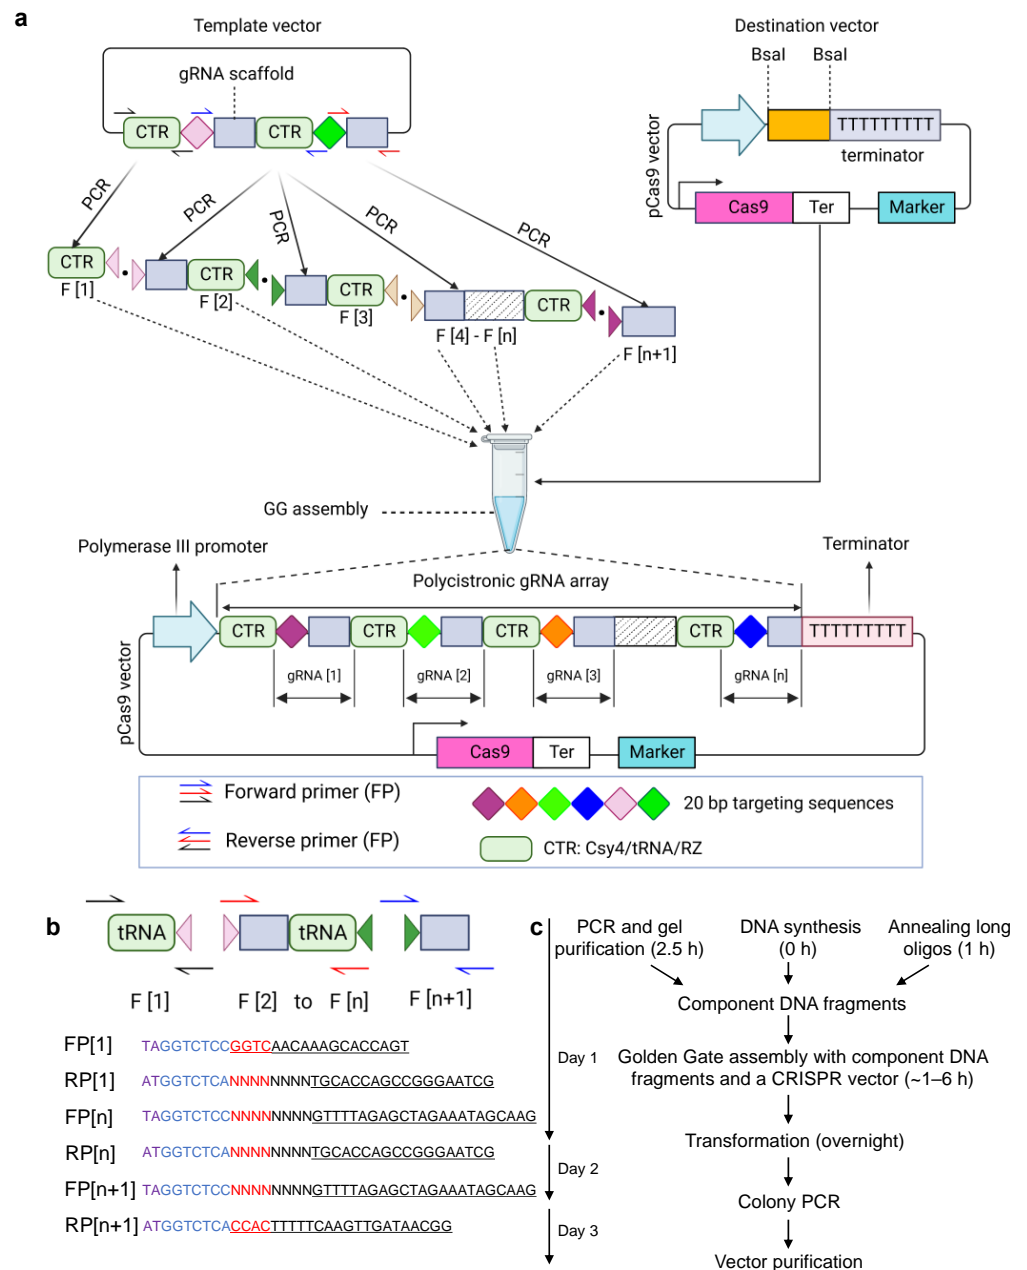 a
Template vector
Destination vector
gRNA scaffold
BsaI BsaI
CTR CTR
TTTTTTTTT
terminator
pCas9 vector
Cas9 Ter Marker
PCR PCR PCR PCR PCR
CTR
F [1]
CTR
F [2]
CTR
F [3]
CTR
F [4] - F [n]
F [n+1]
GG assembly
Polymerase III promoter
Terminator
Polycistronic gRNA array
CTR CTR CTR CTR TTTTTTTTT
gRNA [1] gRNA [2] gRNA [3] gRNA [n]
pCas9 vector
Cas9 Ter Marker
Forward primer (FP)
20 bp targeting sequences
Reverse primer (FP)
CTR: Csy4/tRNA/RZ
b
tRNA tRNA
F [1] F [2] to F [n] F [n+1]
FP[1] TAGGTCTCCGGTCAACAAAGCACCAGT
RP[1] ATGGTCTCANNNNNNNNTGCACCAGCCGGGAATCG
FP[n] TAGGTCTCCNNNNNNNNGTTTTAGAGCTAGAAATAGCAAG
RP[n] ATGGTCTCANNNNNNNNTGCACCAGCCGGGAATCG
FP[n+1] TAGGTCTCCNNNNNNNNGTTTTAGAGCTAGAAATAGCAAG
RP[n+1] ATGGTCTCACCACTTTTTCAAGTTGATAACGG
c
PCR and gel
purification (2.5 h)
DNA synthesis
(0 h)
Annealing long
oligos (1 h)
Component DNA fragments
Day 1
Golden Gate assembly with component DNA
fragments and a CRISPR vector (~1–6 h)
Transformation (overnight)
Day 2
Colony PCR
Day 3
Vector purification